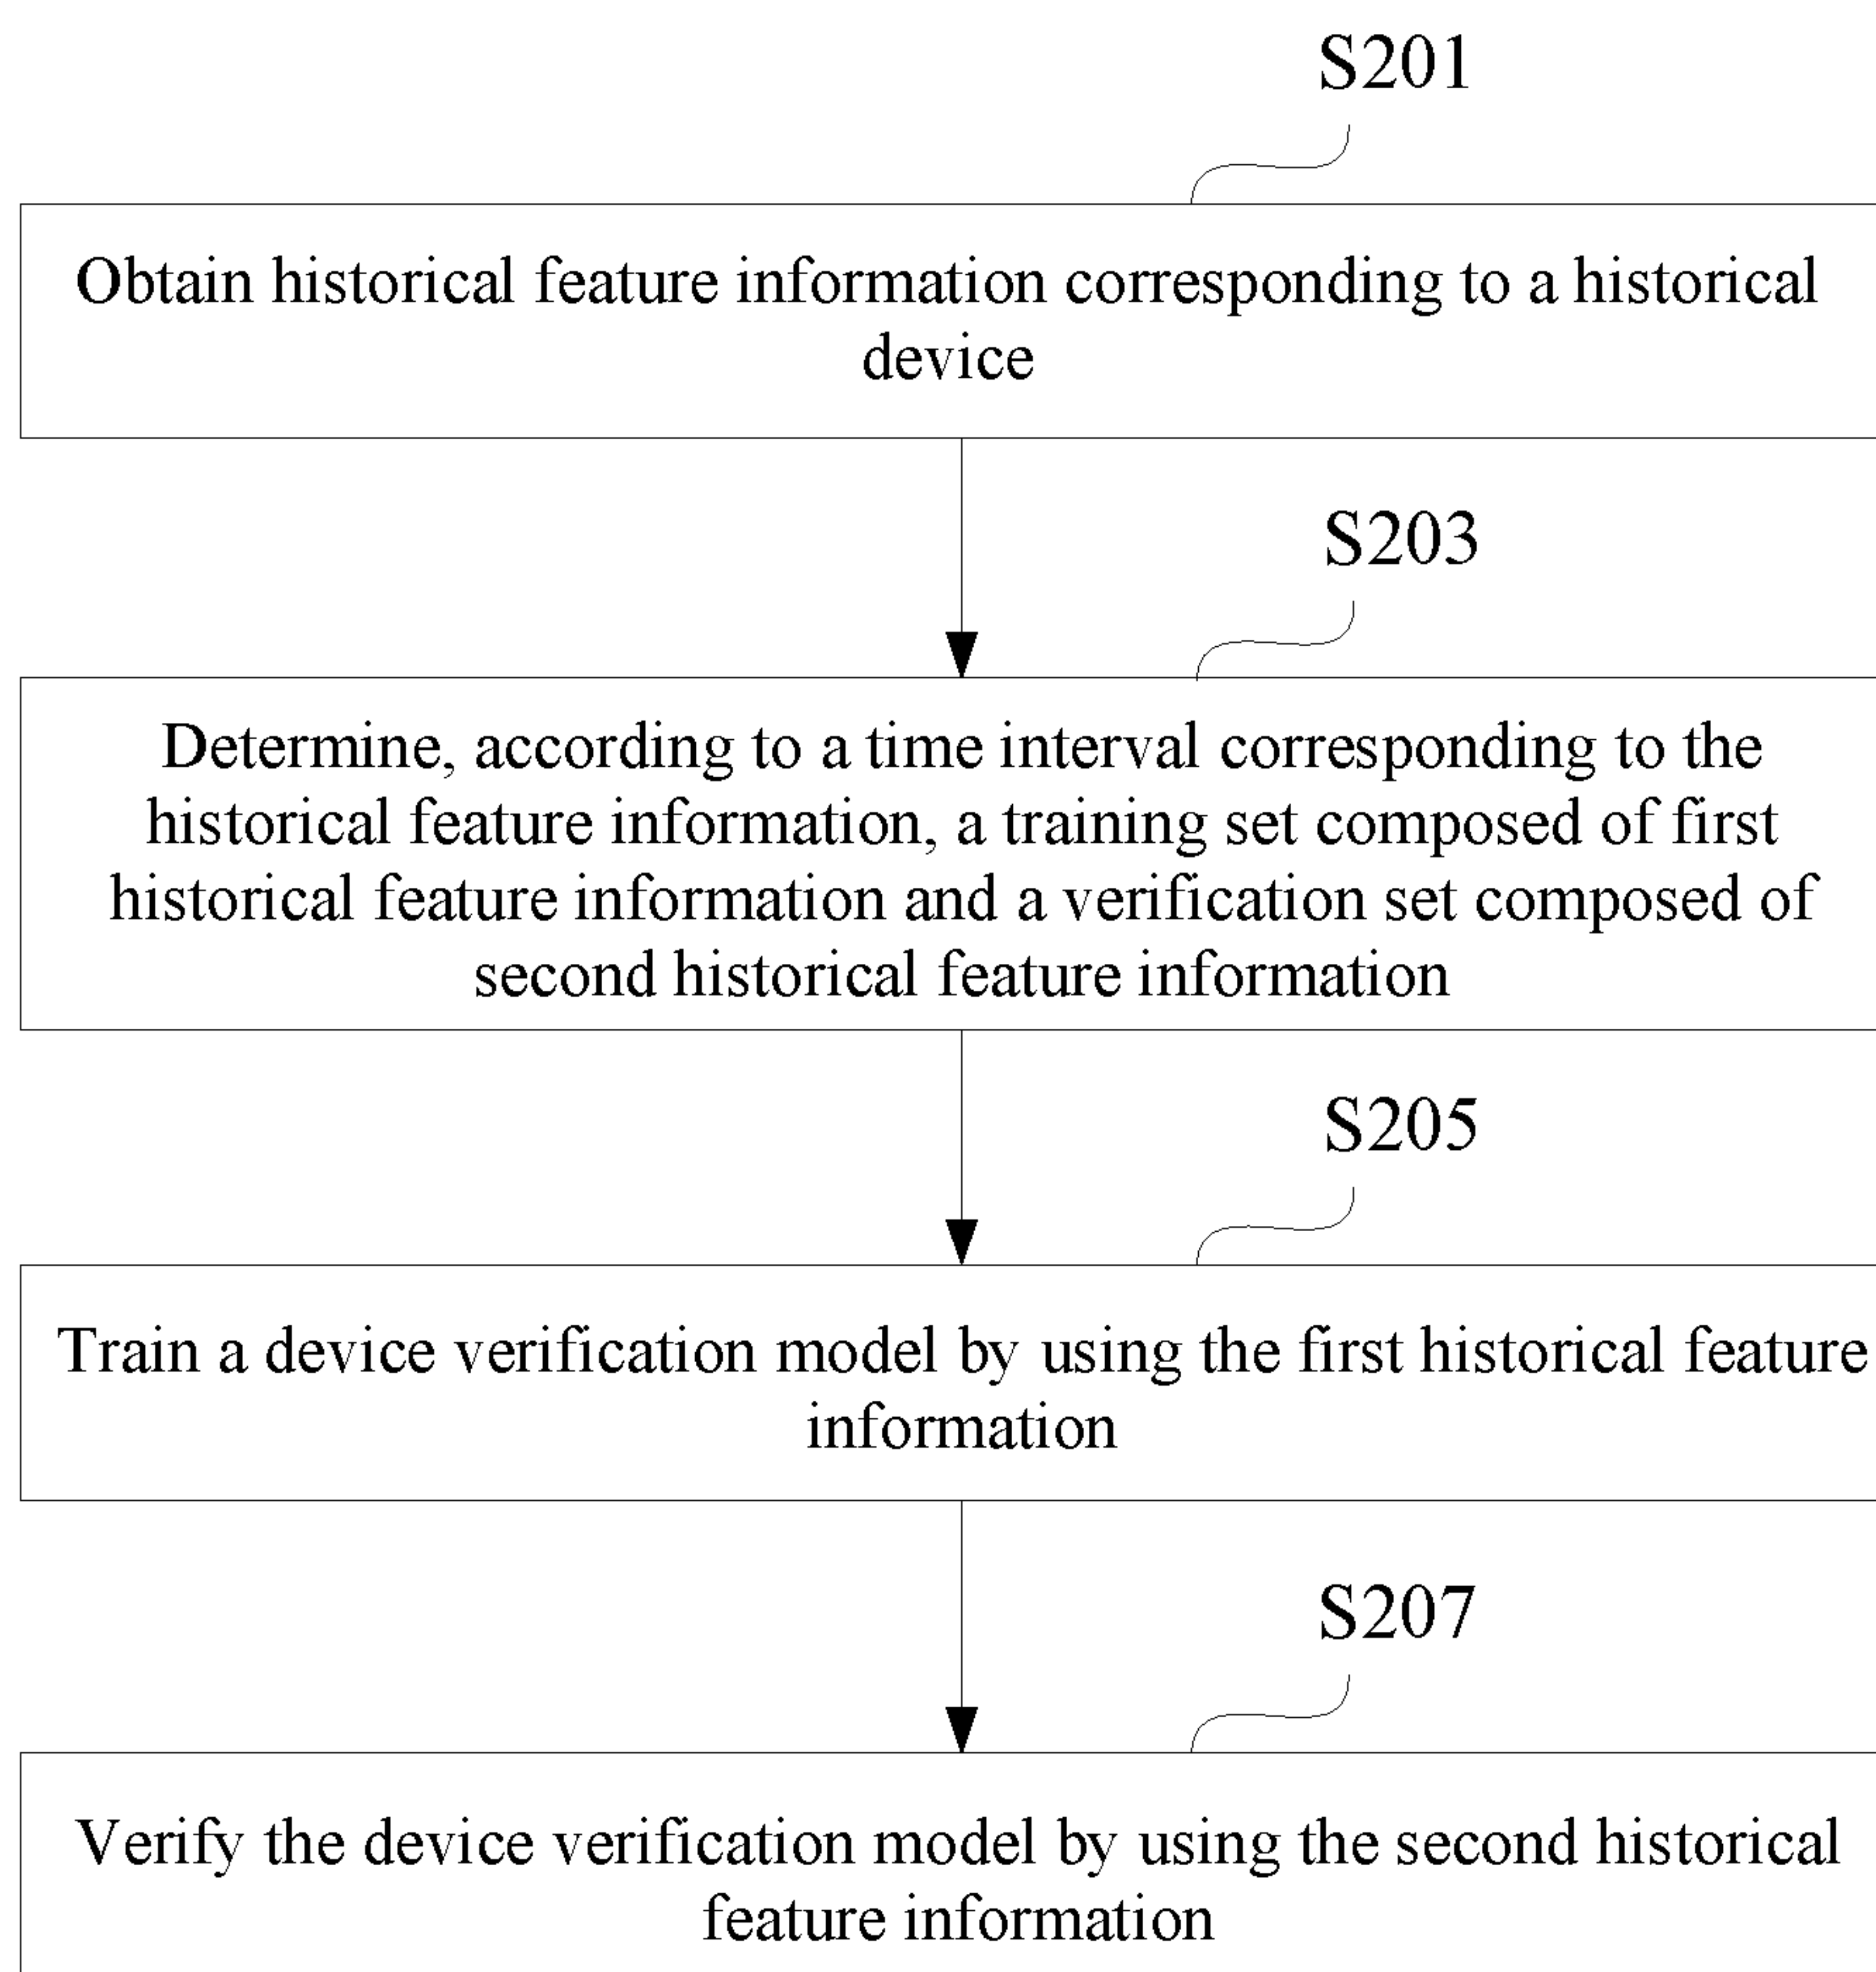 S201
Obtain historical feature information corresponding to a historical
device
S203
Determine, according to a time interval corresponding to the
historical feature information, a training set composed of first
historical feature information and a verification set composed of
second historical feature information
S205
Train a device verification model by using the first historical feature
information
S207
Verify the device verification model by using the second historical
feature information